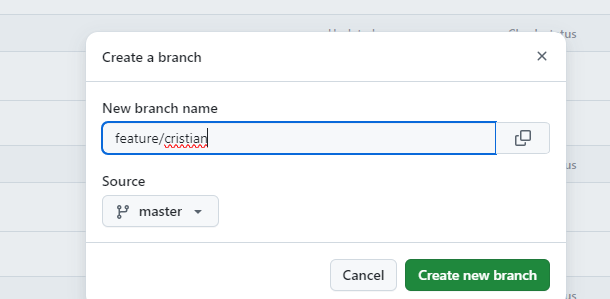 Create a branch
New branch name
feature/cristian
Source
master
Cancel
Create new branch